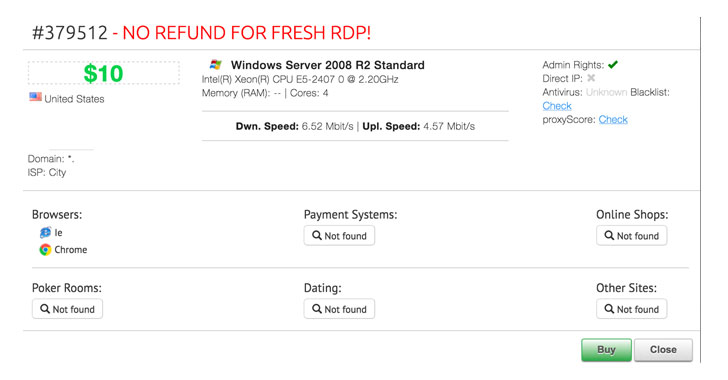 #379512 - NO REFUND FOR FRESH RDP!
$10
United States
Domain: *.
ISP: City
Windows Server 2008 R2 Standard
Intel(R) Xeon(R) CPU E5-2407 0 @ 2.20GHz
Memory (RAM): -- | Cores: 4
Dwn. Speed: 6.52 Mbit/s | Upl. Speed: 4.57 Mbit/s
Admin Rights: ✔
Direct IP: ✖
Antivirus: Unknown Blacklist:
Check
proxyScore: Check
Browsers:
Ie
Chrome
Payment Systems:
Not found
Online Shops:
Not found
Poker Rooms:
Not found
Dating:
Not found
Other Sites:
Not found
Buy
Close